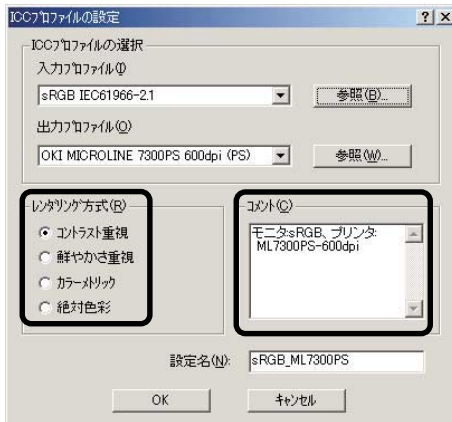 ICCプロファイルの設定
ICCプロファイルの選択
入力プロファイル(I)
sRGB IEC61966-2.1
参照(B)...
出力プロファイル(O)
OKI MICROLINE 7300PS 600dpi (PS)
参照(W)...
レンダリング方式(R)
コントラスト重視
鮮やかさ重視
カラーメトリック
絶対色彩
コメント(C)
モニタ:sRGB、プリンタ:
ML7300PS-600dpi
設定名(N):
sRGB_ML7300PS
OK
キャンセル